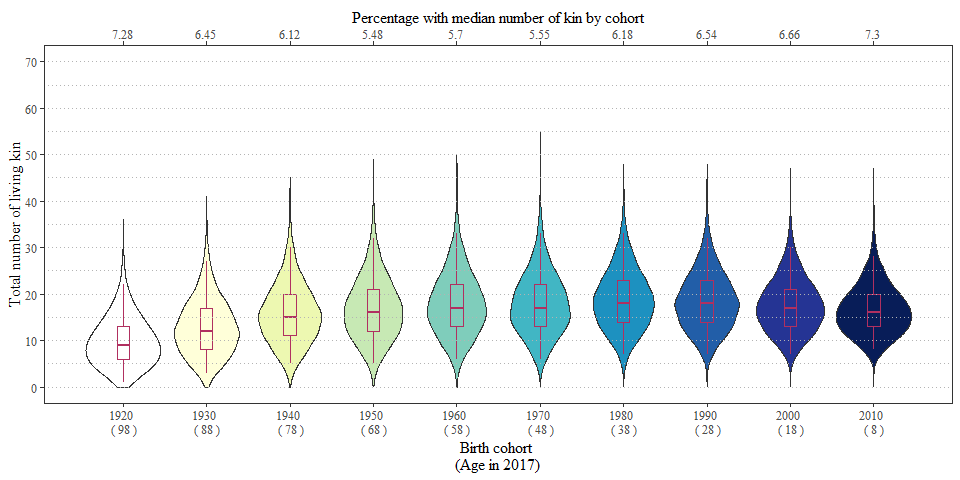 Percentage with median number of kin by cohort
7.28 6.45 6.12 5.48 5.7 5.55 6.18 6.54 6.66 7.3
Total number of living kin
70
60
50
40
30
20
10
0
1920 1930 1940 1950 1960 1970 1980 1990 2000 2010
( 98 ) ( 88 ) ( 78 ) ( 68 ) ( 58 ) ( 48 ) ( 38 ) ( 28 ) ( 18 ) ( 8 )
Birth cohort
(Age in 2017)